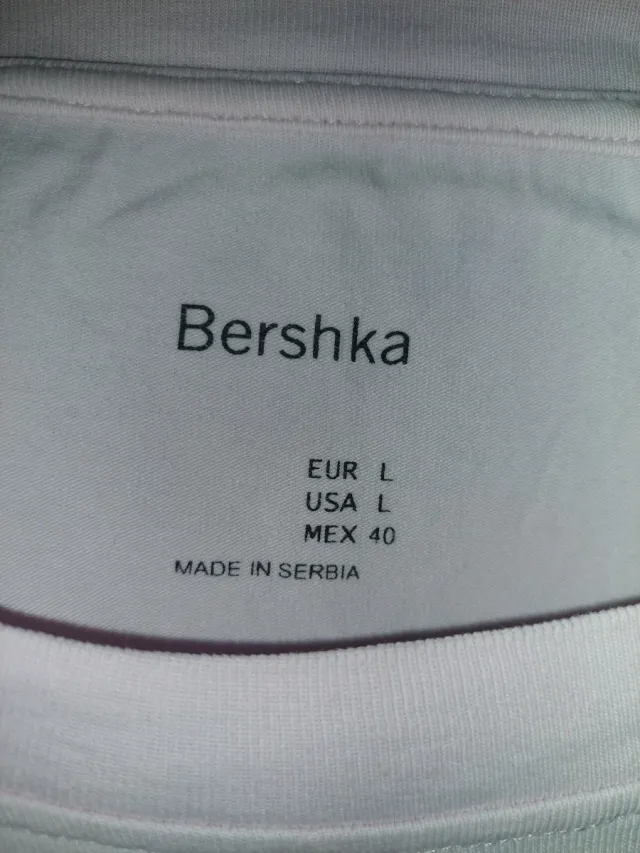 Bershka
EUR L
USA L
MEX 40
MADE IN SERBIA